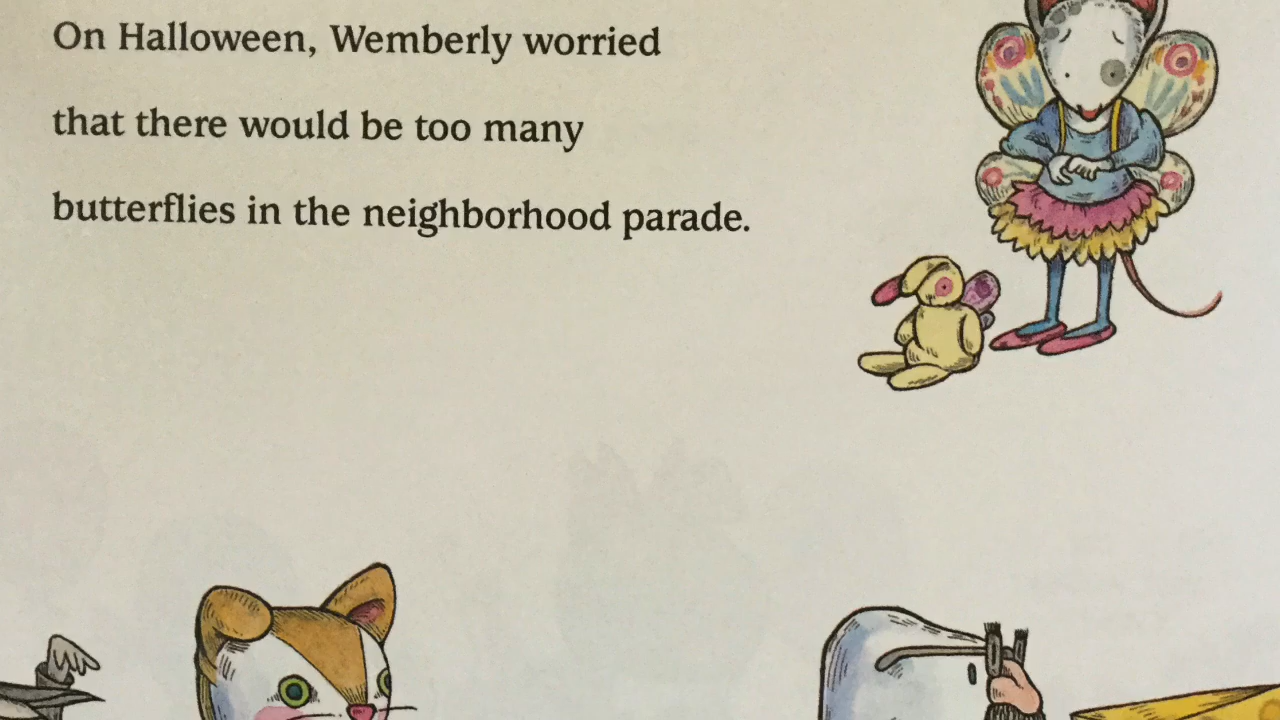 On Halloween, Wemberly worried
that there would be too many
butterflies in the neighborhood parade.